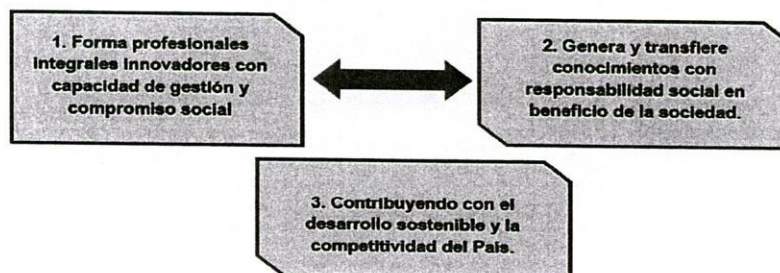 1. Forma profesionales
integrales innovadores con
capacidad de gestión y
compromiso social
2. Genera y transfiere
conocimientos con
responsabilidad social en
beneficio de la sociedad.
3. Contribuyendo con el
desarrollo sostenible y la
competitividad del País.